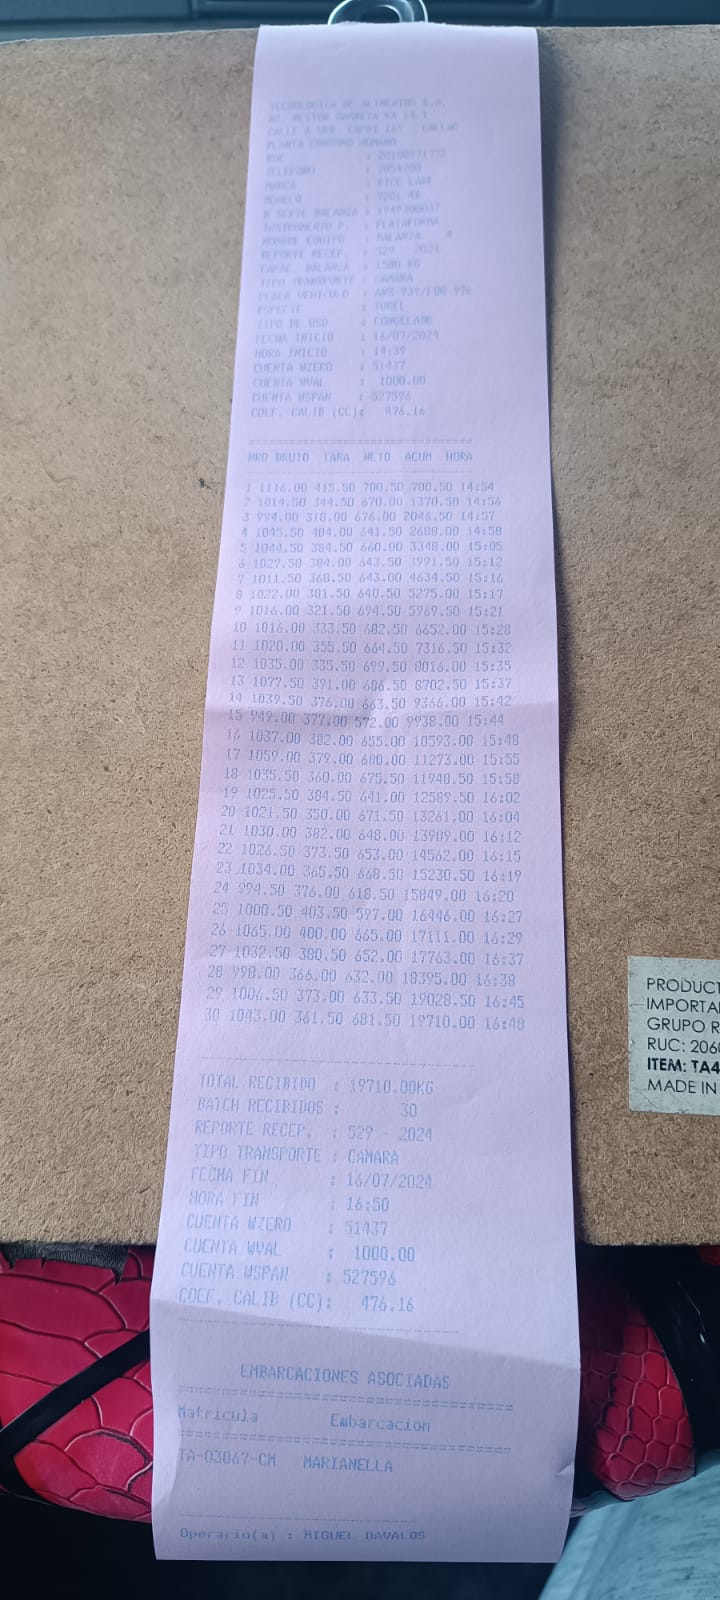 TECNOLOGICA DE ALIMENTOS S.A.
AV. NESTOR GAMBETA KM 14.1
CALLE A URB. CAPRI 169 CALLAO
PLANTA CONSUMO HUMANO
RUC : 20100971772
TELEFONO :
MARCA : RICE LAKE
MODELO : 920i-4B
N SERIE BALANZA : 1949300037
INSTRUMENTO P. : PLATAFORMA
NOMBRE EQUIPO : BALANZA 4
REPORTE RECEP. : 529 - 2024
CAPAC. BALANZA : 1500 KG
TIPO TRANSPORTE : CAMARA
PLACA VEHICULO :
ESPECIE : JUREL
TIPO DE USO : CONGELADO
FECHA INICIO : 16/07/2024
HORA INICIO : 14:39
CUENTA WZERO : 51437
CUENTA WVAL : 1000.00
CUENTA WSPAN : 527596
COEF. CALIB (CC): 476.16
NRO BRUTO TARA NETO ACUM HORA
1 1116.00 415.50 700.50 700.50 14:54
2 1014.50 344.50 670.00 1370.50 14:56
3 994.00 318.00 676.00 2046.50 14:57
4 1045.50 404.00 641.50 2688.00 14:58
5 1044.50 384.50 660.00 3348.00 15:05
6 1027.50 384.00 643.50 3991.50 15:12
7 1011.50 368.50 643.00 4634.50 15:16
8 1022.00 381.50 640.50 5275.00 15:17
9 1016.00 321.50 694.50 5969.50 15:21
10 1016.00 333.50 682.50 6652.00 15:28
11 1020.00 355.50 664.50 7316.50 15:32
12 1035.00 335.50 699.50 8016.00 15:35
13 1077.50 391.00 686.50 8702.50 15:37
14 1039.50 376.00 663.50 9366.00 15:42
15 949.00 377.00 572.00 9938.00 15:44
16 1037.00 382.00 655.00 10593.00 15:48
17 1059.00 379.00 680.00 11273.00 15:55
18 1035.50 360.00 675.50 11948.50 15:58
19 1025.50 384.50 641.00 12589.50 16:02
20 1021.50 350.00 671.50 13261.00 16:04
21 1030.00 382.00 648.00 13909.00 16:12
22 1026.50 373.50 653.00 14562.00 16:15
23 1034.00 365.50 668.50 15230.50 16:19
24 994.50 376.00 618.50 15849.00 16:20
25 1000.50 403.50 597.00 16446.00 16:27
26 1065.00 400.00 665.00 17111.00 16:29
27 1032.50 380.50 652.00 17763.00 16:37
28 998.00 366.00 632.00 18395.00 16:38
29 1006.50 373.00 633.50 19028.50 16:45
30 1043.00 361.50 681.50 19710.00 16:48
TOTAL RECIBIDO : 19710.00KG
BATCH RECIBIDOS : 30
REPORTE RECEP. : 529 - 2024
TIPO TRANSPORTE : CAMARA
FECHA FIN : 16/07/2024
HORA FIN : 16:50
CUENTA WZERO : 51437
CUENTA WVAL : 1000.00
CUENTA WSPAN : 527596
COEF. CALIB (CC): 476.16
EMBARCACIONES ASOCIADAS
Matricula Embarcacion
TA-03067-CM MARIANELLA
Operario(a) : MIGUEL DAVALOS
PRODUCT
IMPORTA
GRUPO R
RUC: 206
ITEM: TA4
MADE IN